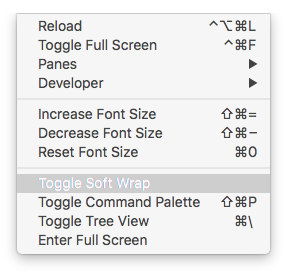 Reload ⌃⌥⌘L
Toggle Full Screen ⌃⌘F
Panes ▶
Developer ▶
Increase Font Size ⇧⌘=
Decrease Font Size ⇧⌘−
Reset Font Size ⌘0
Toggle Soft Wrap
Toggle Command Palette ⇧⌘P
Toggle Tree View ⌘\
Enter Full Screen